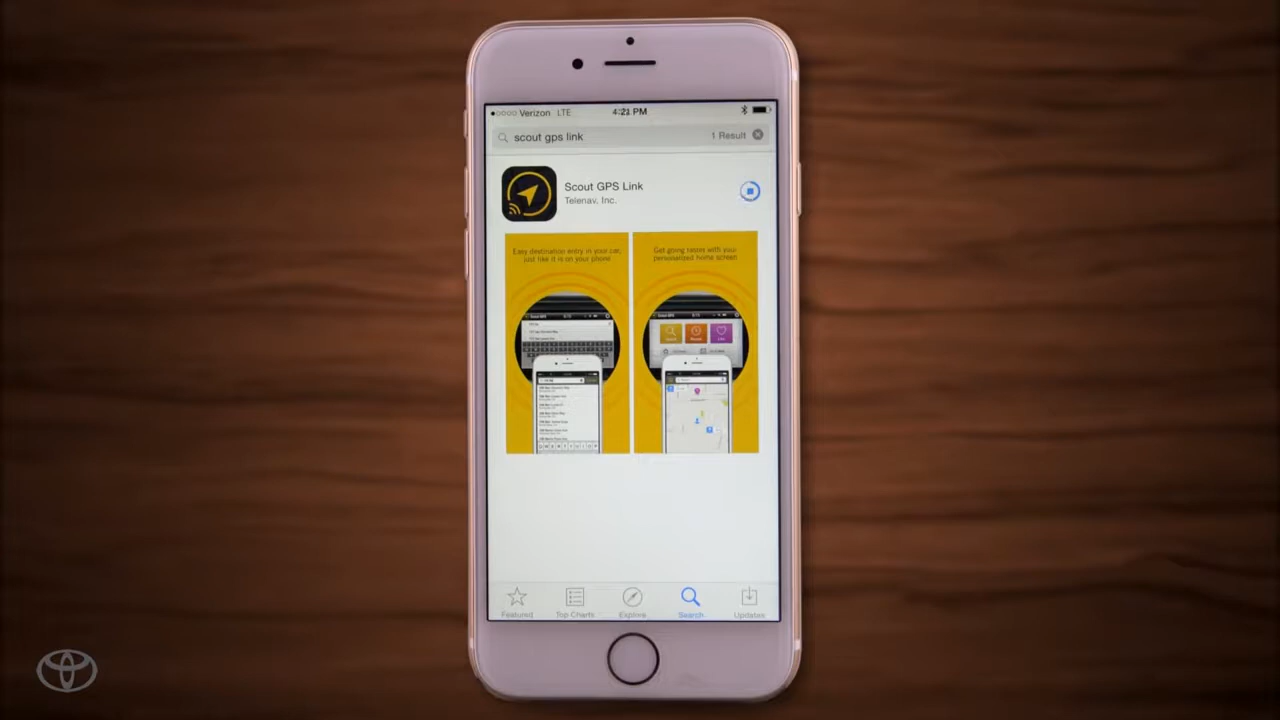 Verizon LTE 4:21 PM
scout gps link 1 Result
Scout GPS Link
Telenav, Inc.
Easy destination entry in your car,
just like it is on your phone
Get going faster with your
personalized home screen
Scout GPS
Featured Top Charts Explore Search Updates